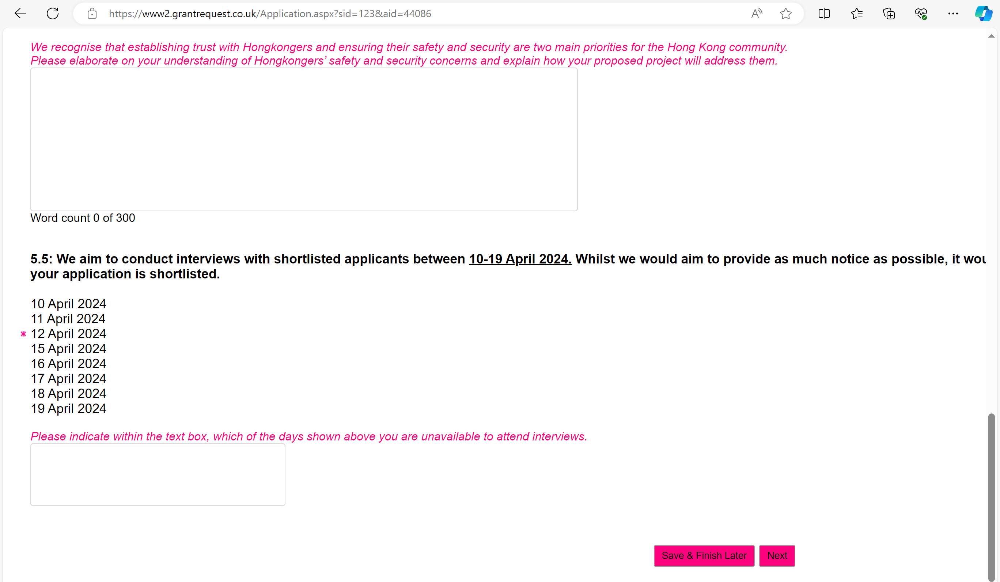 https://www2.grantrequest.co.uk/Application.aspx?sid=123&aid=44086
We recognise that establishing trust with Hongkongers and ensuring their safety and security are two main priorities for the Hong Kong community.
Please elaborate on your understanding of Hongkongers’ safety and security concerns and explain how your proposed project will address them.
Word count 0 of 300
5.5: We aim to conduct interviews with shortlisted applicants between 10-19 April 2024. Whilst we would aim to provide as much notice as possible, it
your application is shortlisted.
10 April 2024
11 April 2024
12 April 2024
15 April 2024
16 April 2024
17 April 2024
18 April 2024
19 April 2024
Please indicate within the text box, which of the days shown above you are unavailable to attend interviews.
Save & Finish Later
Next